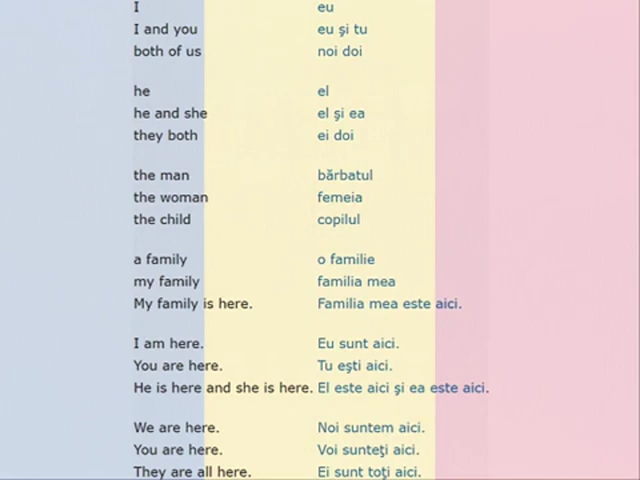 I eu
I and you eu şi tu
both of us noi doi
he el
he and she el şi ea
they both ei doi
the man bărbatul
the woman femeia
the child copilul
a family o familie
my family familia mea
My family is here. Familia mea este aici.
I am here. Eu sunt aici.
You are here. Tu eşti aici.
He is here and she is here. El este aici şi ea este aici.
We are here. Noi suntem aici.
You are here. Voi sunteţi aici.
They are all here. Ei sunt toţi aici.